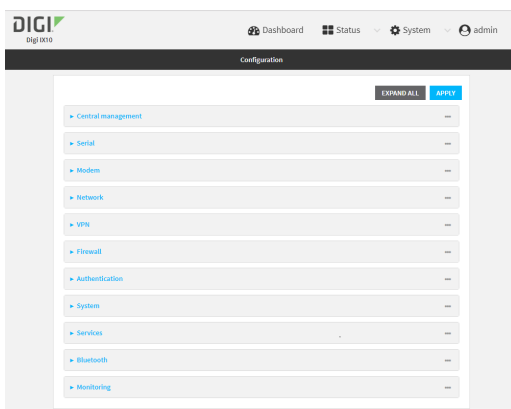 DIGI.
Digi IX10
Dashboard Status System admin
Configuration
EXPAND ALL APPLY
Central management
Serial
Modem
Network
VPN
Firewall
Authentication
System
Services
Bluetooth
Monitoring